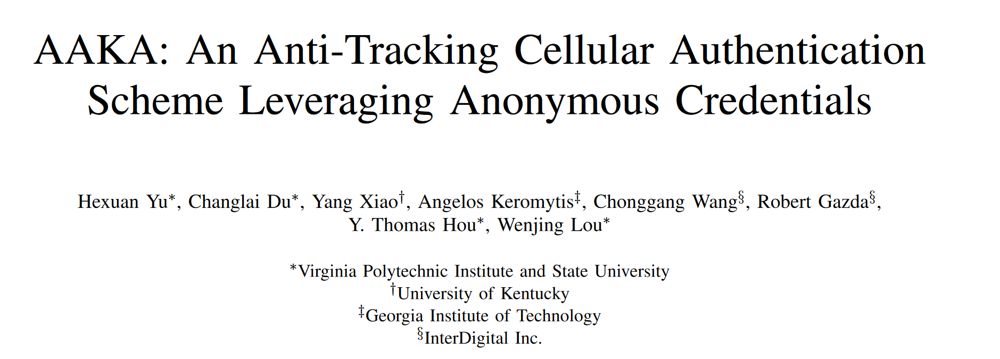 AAKA: An Anti-Tracking Cellular Authentication
Scheme Leveraging Anonymous Credentials
Hexuan Yu*, Changlai Du*, Yang Xiao†, Angelos Keromytis‡, Chonggang Wang§, Robert Gazda§,
Y. Thomas Hou*, Wenjing Lou*
*Virginia Polytechnic Institute and State University
†University of Kentucky
‡Georgia Institute of Technology
§InterDigital Inc.